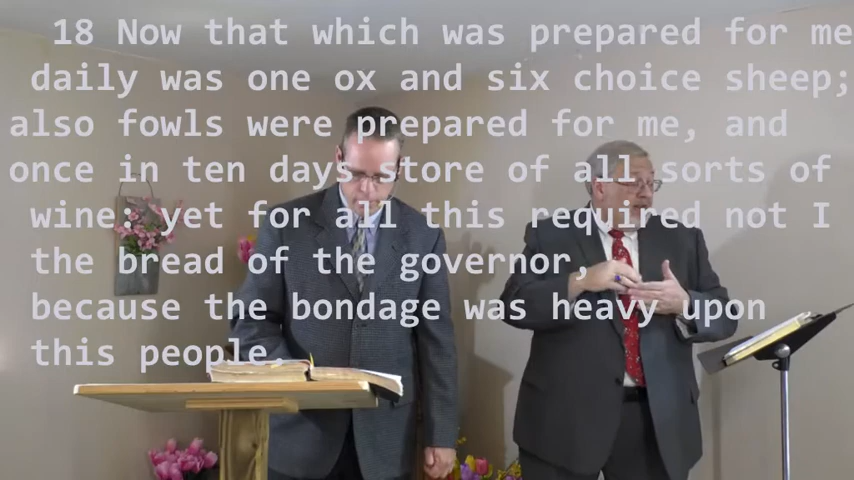 18 Now that which was prepared for me
daily was one ox and six choice sheep;
also fowls were prepared for me, and
once in ten days store of all sorts of
wine: yet for all this required not I
the bread of the governor,
because the bondage was heavy upon
this people.